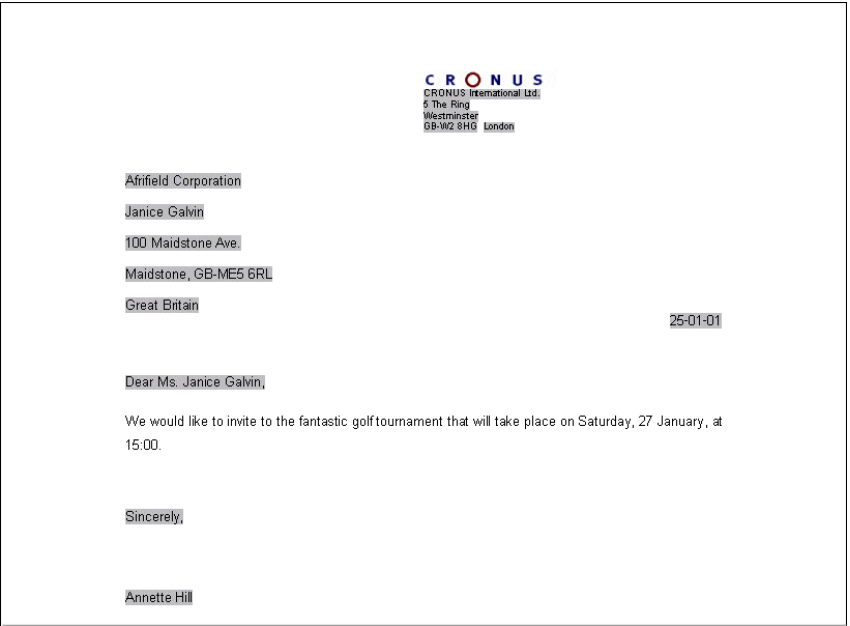 CRONUS
CRONUS International Ltd.
5 The Ring
Westminster
GB-W2 8HG London
Afrifield Corporation
Janice Galvin
100 Maidstone Ave.
Maidstone, GB-ME5 6RL
Great Britain
25-01-01
Dear Ms. Janice Galvin,
We would like to invite to the fantastic golf tournament that will take place on Saturday, 27 January, at
15:00.
Sincerely,
Annette Hill